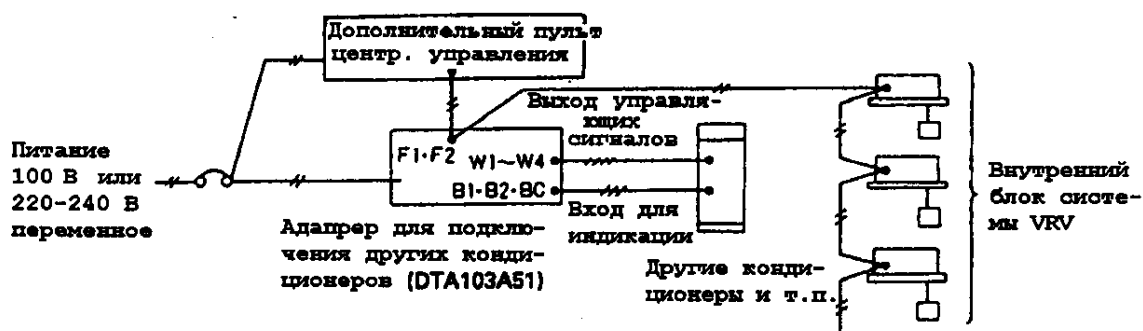 Дополнительный пульт
центр. управления
Выход управля-
ющих
сигналов
Питание
100 В или
220-240 В
переменное
F1·F2
W1~W4
B1·B2·BC
Вход для
индикации
Адапрер для подклю-
чения других конди-
ционеров (DTA103A51)
Другие конди-
ционеры и т.п.
Внутренний
блок систе-
мы VRV